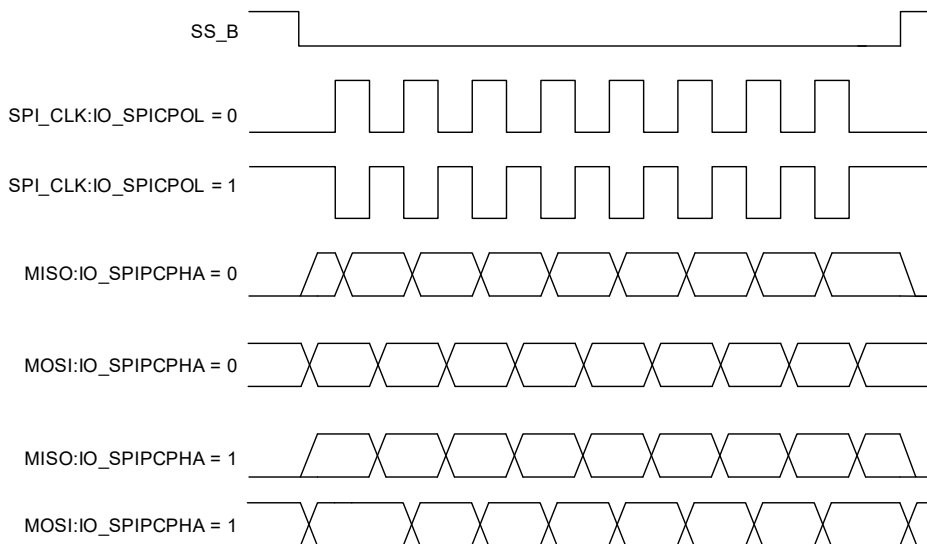 SS_B
SPI_CLK:IO_SPICPOL = 0
SPI_CLK:IO_SPICPOL = 1
MISO:IO_SPIPCPHA = 0
MOSI:IO_SPIPCPHA = 0
MISO:IO_SPIPCPHA = 1
MOSI:IO_SPIPCPHA = 1